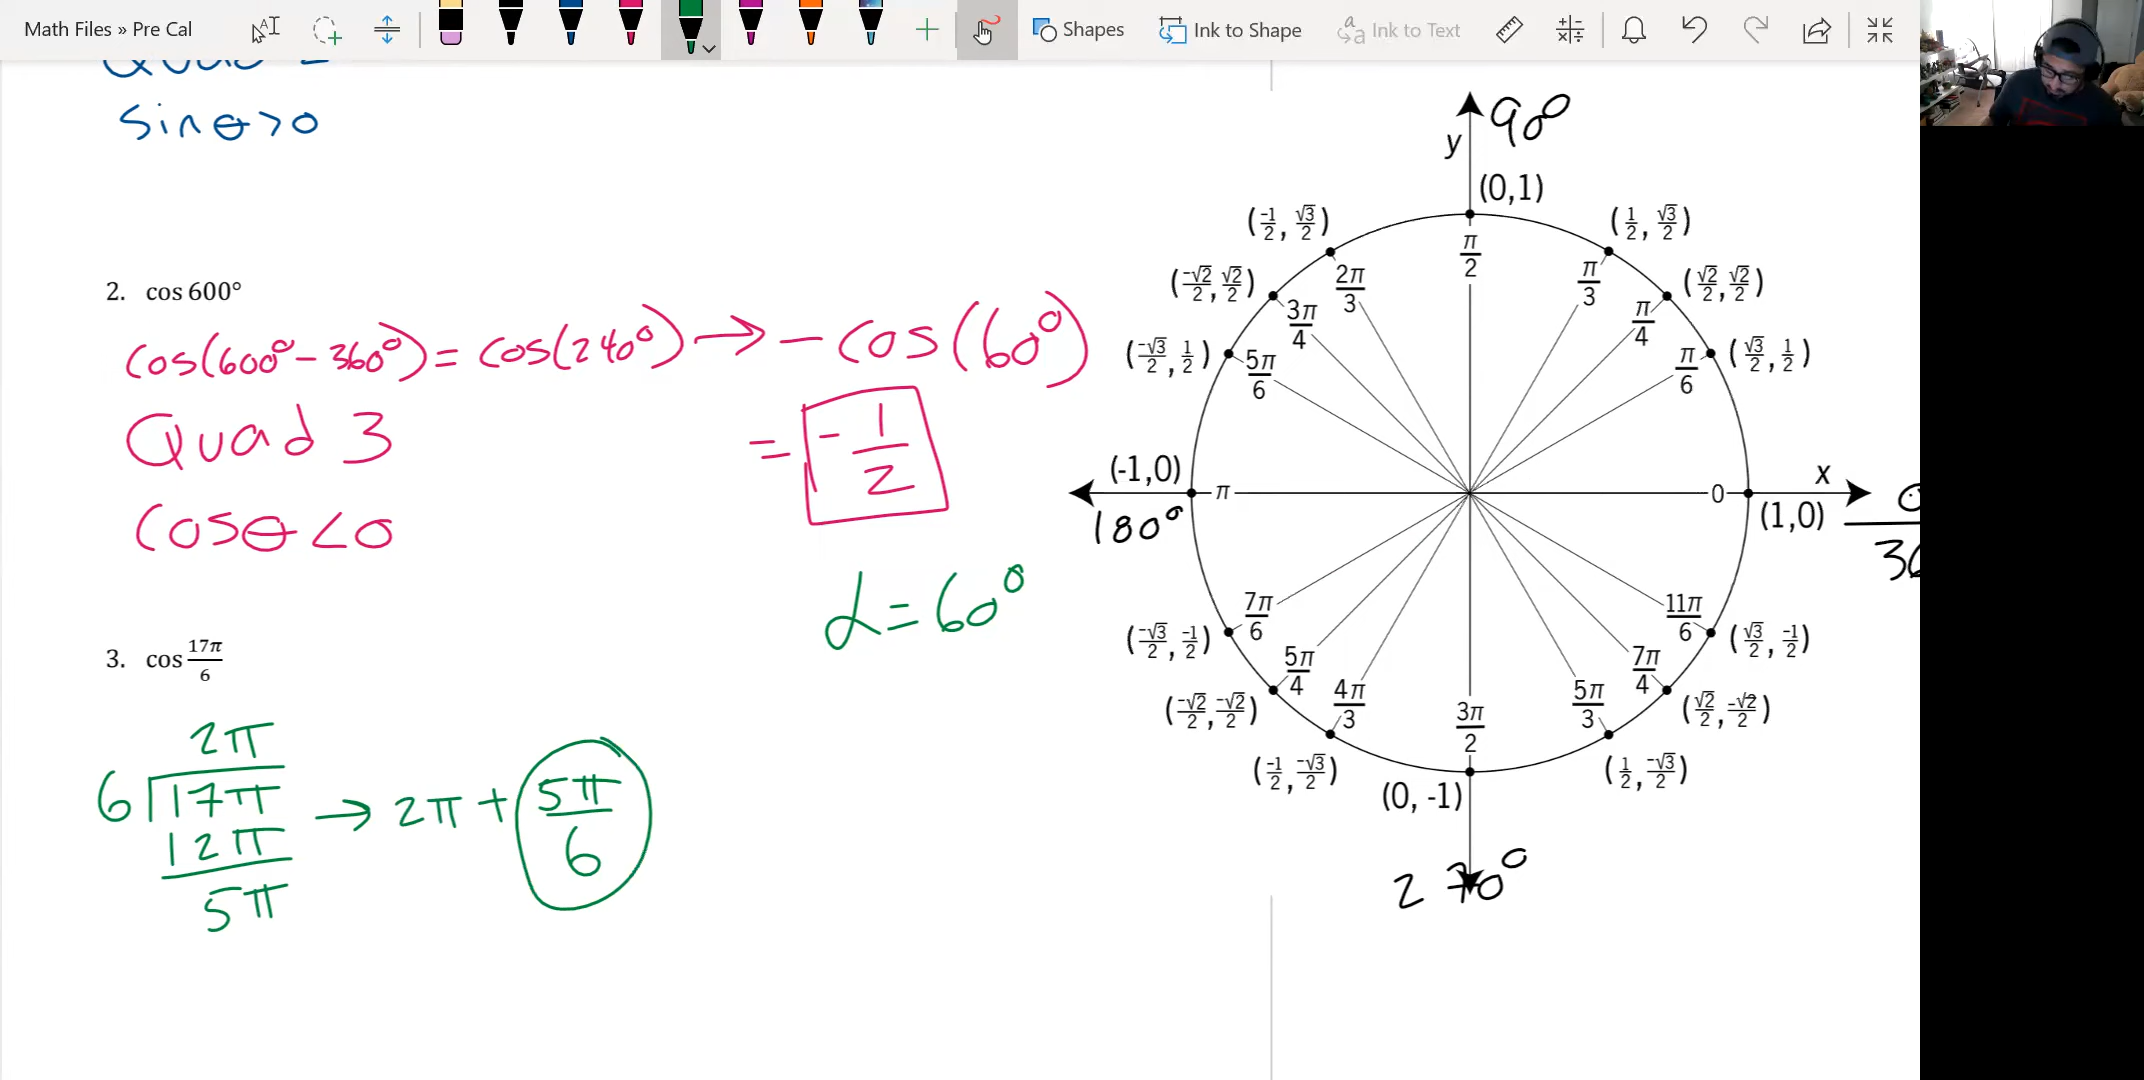 Math Files » Pre Cal
Shapes
Ink to Shape
Ink to Text
sin θ > 0
2. cos 600°
cos(600° - 360°) = cos(240°) → - cos(60°)
Quad 3
= - 1/2
cos θ < 0
α = 60°
3. cos 17π/6
2π
6 17π → 2π + 5π/6
12π
5π
90°
y
(0,1)
(-1/2, √3/2) (1/2, √3/2)
π/2
(-√2/2, √2/2) 2π/3 π/3 (√2/2, √2/2)
3π/4 π/4
(-√3/2, 1/2) 5π/6 π/6 (√3/2, 1/2)
(-1,0) π 0 x
180° (1,0)
7π/6 11π/6
(-√3/2, -1/2) (√3/2, -1/2)
5π/4 7π/4
4π/3 5π/3
(-√2/2, -√2/2) 3π/2 (√2/2, -√2/2)
(-1/2, -√3/2) (1/2, -√3/2)
(0, -1)
270°